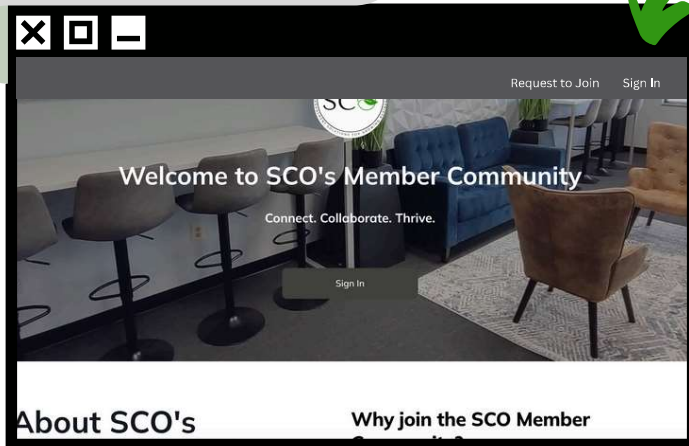 Request to Join Sign In
SCO
Welcome to SCO's Member Community
Connect. Collaborate. Thrive.
Sign In
About SCO's
Why join the SCO Member